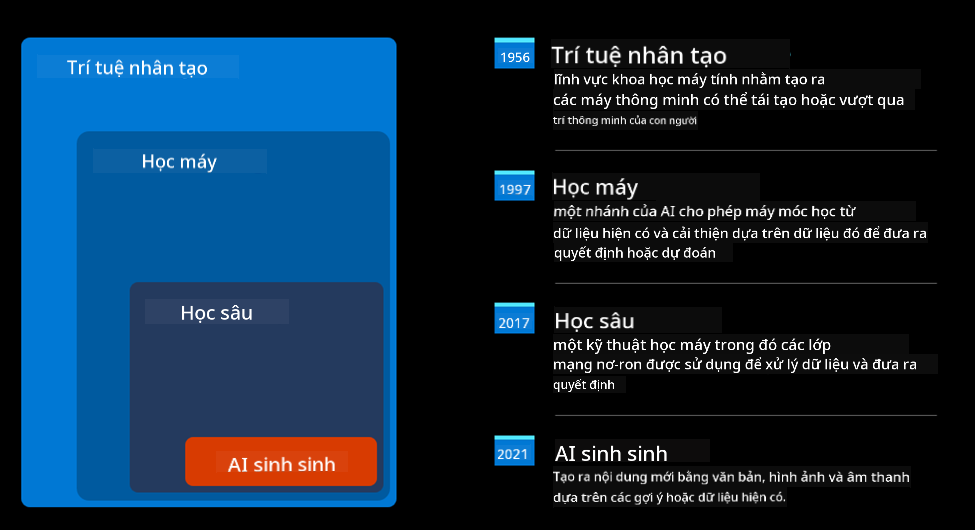 Trí tuệ nhân tạo
Học máy
Học sâu
AI sinh sinh
1956
Trí tuệ nhân tạo
lĩnh vực khoa học máy tính nhằm tạo ra
các máy thông minh có thể tái tạo hoặc vượt qua
trí thông minh của con người
1997
Học máy
một nhánh của AI cho phép máy móc học từ
dữ liệu hiện có và cải thiện dựa trên dữ liệu đó để đưa ra
quyết định hoặc dự đoán
2017
Học sâu
một kỹ thuật học máy trong đó các lớp
mạng nơ-ron được sử dụng để xử lý dữ liệu và đưa ra
quyết định
2021
AI sinh sinh
Tạo ra nội dung mới bằng văn bản, hình ảnh và âm thanh
dựa trên các gợi ý hoặc dữ liệu hiện có.